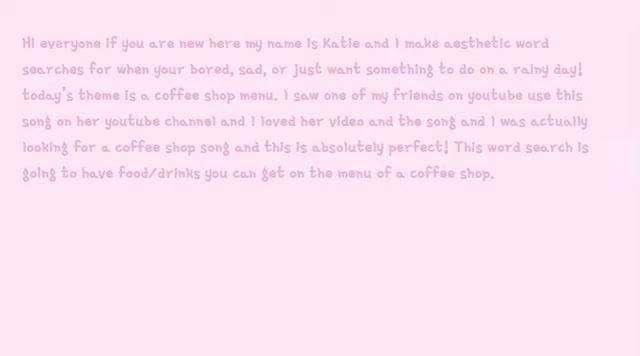 Hi everyone if you are new here my name is Katie and I make aesthetic word
searches for when your bored, sad, or just want something to do on a rainy day!
today's theme is a coffee shop menu. I saw one of my friends on youtube use this
song on her youtube channel and I loved her video and the song and I was actually
looking for a coffee shop song and this is absolutely perfect! This word search is
going to have food/drinks you can get on the menu of a coffee shop.